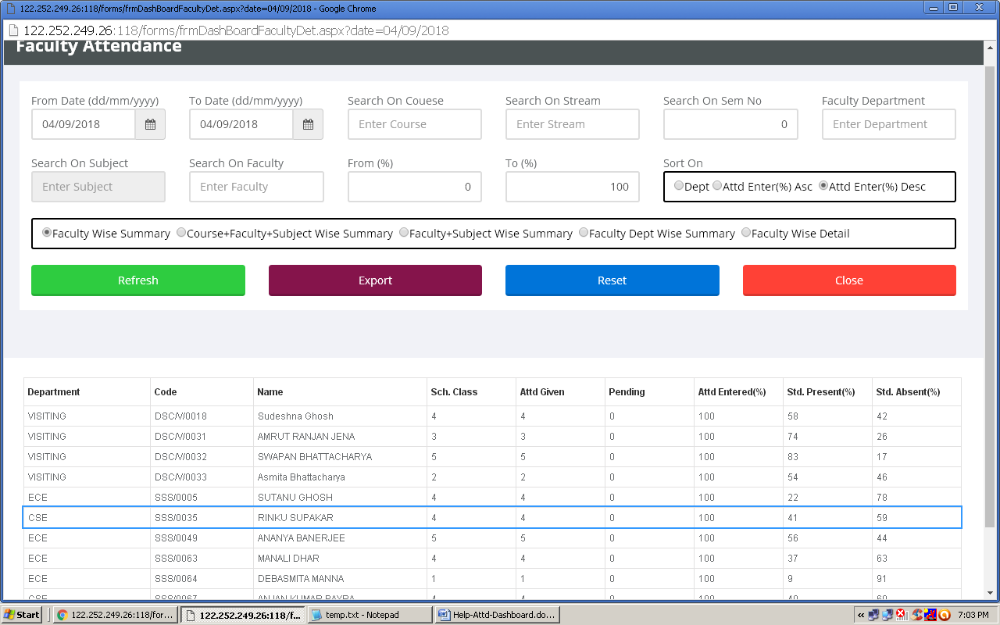 122.252.249.26:118/forms/frmDashBoardFacultyDet.aspx?date=04/09/2018 - Google Chrome
122.252.249.26:118/forms/frmDashBoardFacultyDet.aspx?date=04/09/2018
Faculty Attendance
From Date (dd/mm/yyyy) To Date (dd/mm/yyyy) Search On Couese Search On Stream Search On Sem No Faculty Department
04/09/2018 04/09/2018 Enter Course Enter Stream 0 Enter Department
Search On Subject Search On Faculty From (%) To (%) Sort On
Enter Subject Enter Faculty 0 100 Dept Attd Enter(%) Asc Attd Enter(%) Desc
Faculty Wise Summary Course+Faculty+Subject Wise Summary Faculty+Subject Wise Summary Faculty Dept Wise Summary Faculty Wise Detail
Refresh Export Reset Close
Department Code Name Sch. Class Attd Given Pending Attd Entered(%) Std. Present(%) Std. Absent(%)
VISITING DSC/V/0018 Sudeshna Ghosh 4 4 0 100 58 42
VISITING DSC/V/0031 AMRUT RANJAN JENA 3 3 0 100 74 26
VISITING DSC/V/0032 SWAPAN BHATTACHARYA 5 5 0 100 83 17
VISITING DSC/V/0033 Asmita Bhattacharya 2 2 0 100 54 46
ECE SSS/0005 SUTANU GHOSH 4 4 0 100 22 78
CSE SSS/0035 RINKU SUPAKAR 4 4 0 100 41 59
ECE SSS/0049 ANANYA BANERJEE 5 5 0 100 56 44
ECE SSS/0063 MANALI DHAR 4 4 0 100 37 63
ECE SSS/0064 DEBASMITA MANNA 1 1 0 100 9 91
CSE SSS/0067 ANJAN KUMAR PAYRA 4 4 0 100 40 60
Start 122.252.249.26:118/for... 122.252.249.26:118/f... temp.txt - Notepad Help-Attd-Dashboard.do... « 7:03 PM